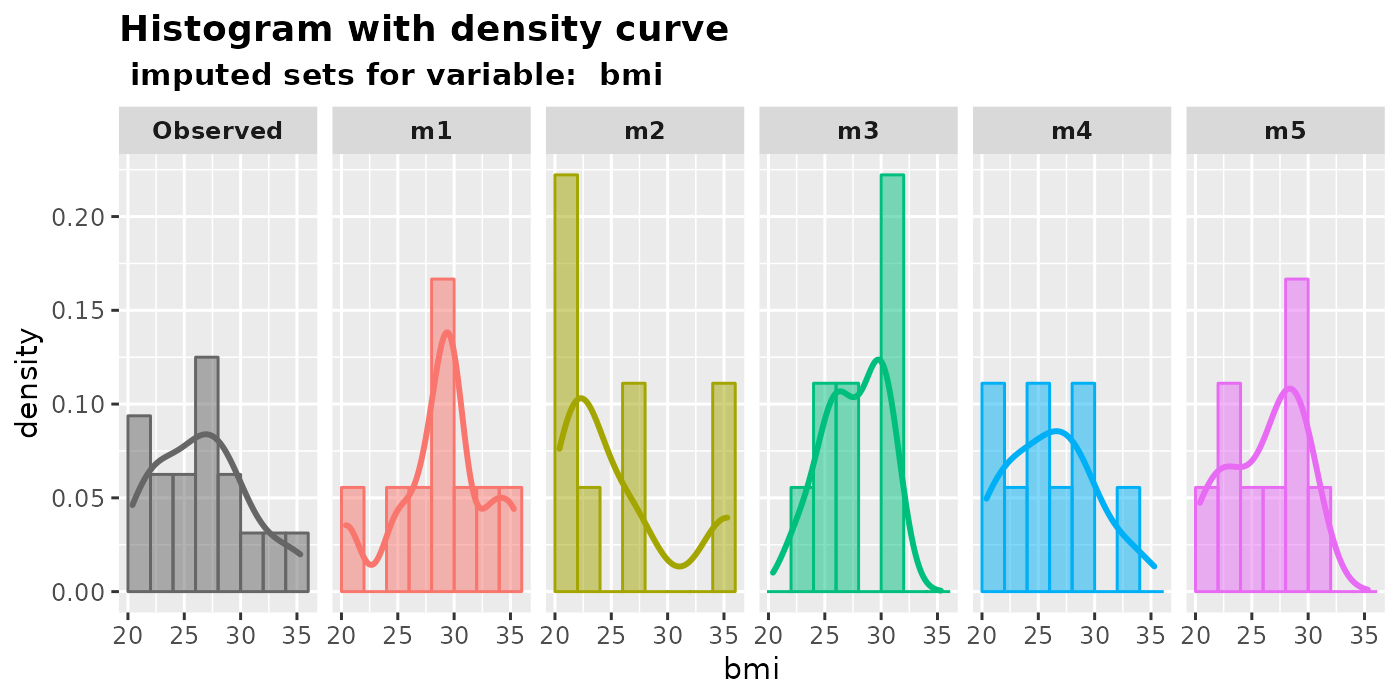 Histogram with density curve
imputed sets for variable:  bmi
Observed m1 m2 m3 m4 m5
density
0.20
0.15
0.10
0.05
0.00
20 25 30 35 20 25 30 35 20 25 30 35 20 25 30 35 20 25 30 35 20 25 30 35
bmi